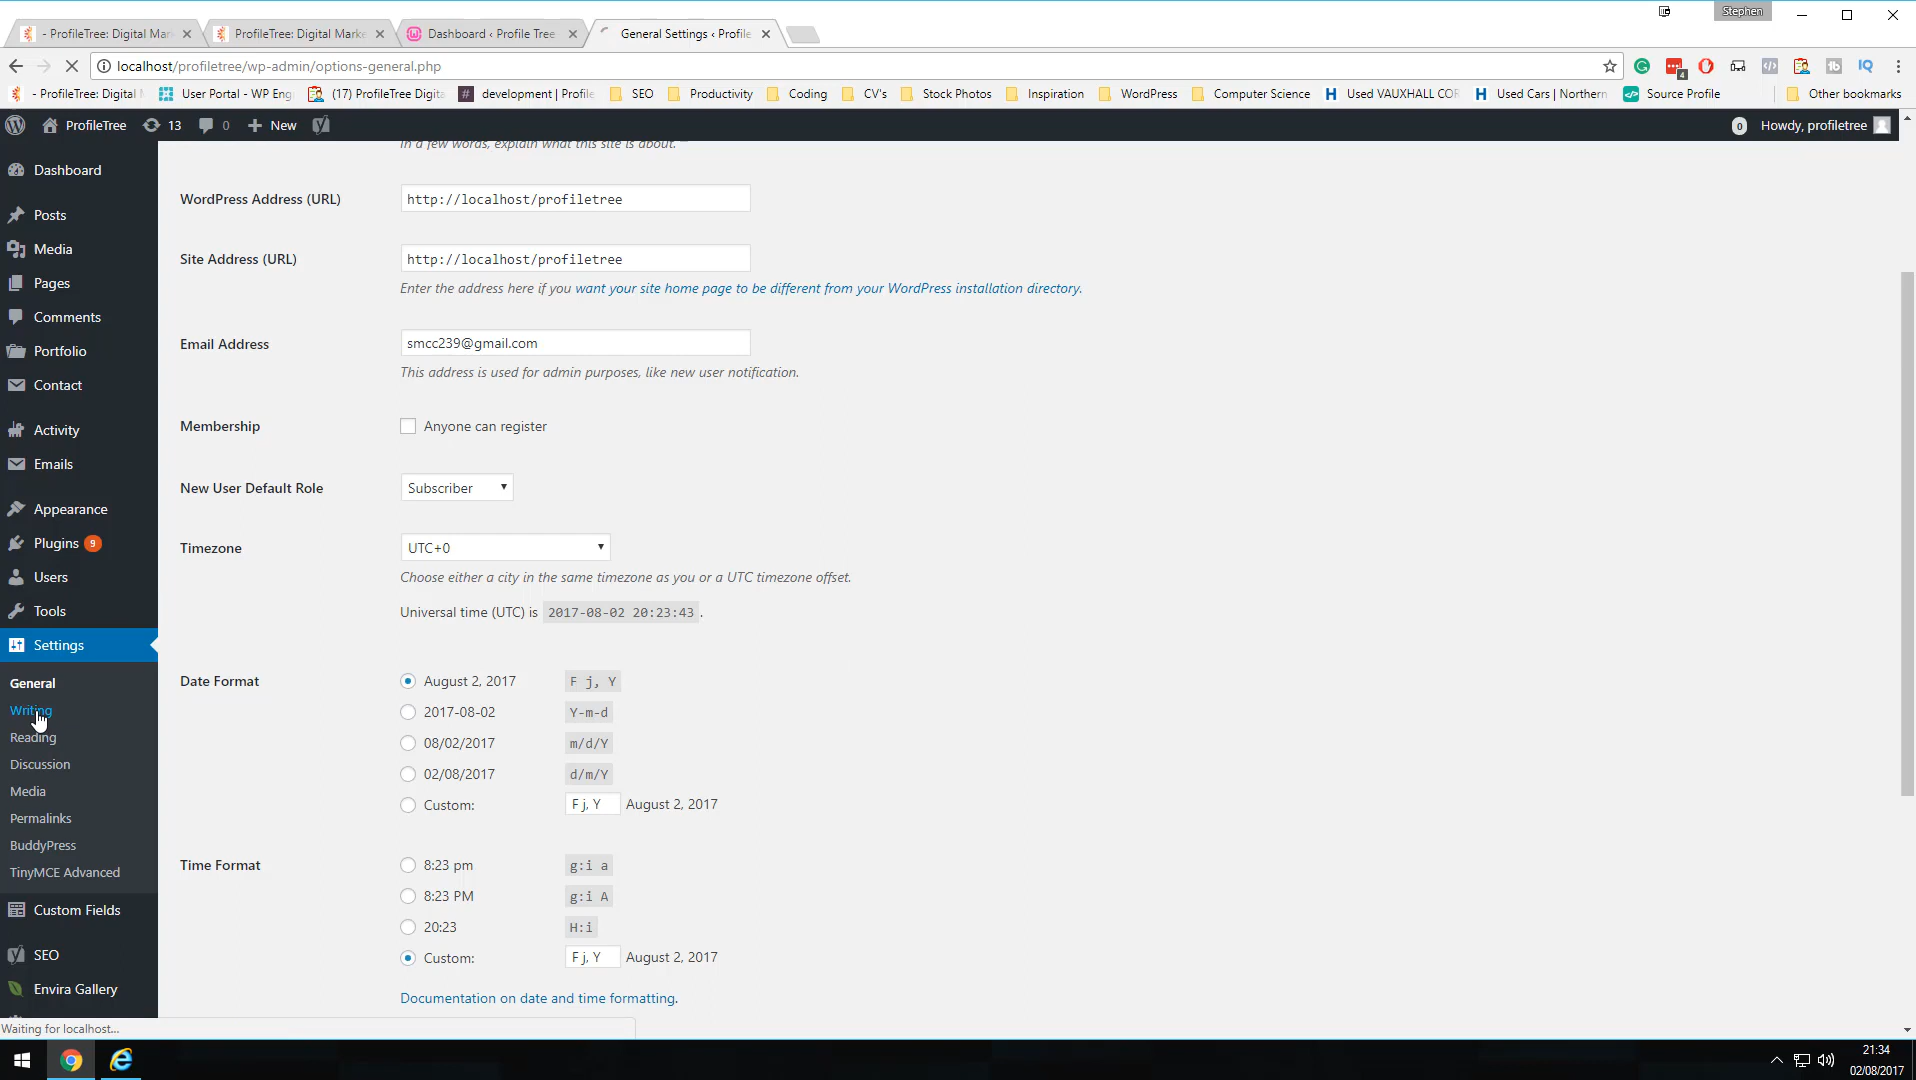 Stephen
- ProfileTree: Digital Mar
ProfileTree: Digital Marke
Dashboard ‹ Profile Tree
General Settings ‹ Profile
localhost/profiletree/wp-admin/options-general.php
4
- ProfileTree: Digital M
User Portal - WP Eng
(17) ProfileTree Digita
development | Profile
SEO
Productivity
Coding
CV's
Stock Photos
Inspiration
WordPress
Computer Science
Used VAUXHALL COR
Used Cars | Northern
Source Profile
Other bookmarks
ProfileTree
13
0
New
0
Howdy, profiletree
In a few words, explain what this site is about.
Dashboard
Posts
Media
Pages
Comments
Portfolio
Contact
Activity
Emails
Appearance
Plugins 9
Users
Tools
Settings
General
Writing
Reading
Discussion
Media
Permalinks
BuddyPress
TinyMCE Advanced
Custom Fields
SEO
Envira Gallery
WordPress Address (URL)
http://localhost/profiletree
Site Address (URL)
http://localhost/profiletree
Enter the address here if you want your site home page to be different from your WordPress installation directory.
Email Address
smcc239@gmail.com
This address is used for admin purposes, like new user notification.
Membership
Anyone can register
New User Default Role
Subscriber
Timezone
UTC+0
Choose either a city in the same timezone as you or a UTC timezone offset.
Universal time (UTC) is 2017-08-02 20:23:43 .
Date Format
August 2, 2017 F j, Y
2017-08-02 Y-m-d
08/02/2017 m/d/Y
02/08/2017 d/m/Y
Custom: F j, Y August 2, 2017
Time Format
8:23 pm g:i a
8:23 PM g:i A
20:23 H:i
Custom: F j, Y August 2, 2017
Documentation on date and time formatting.
Waiting for localhost...
21:34
02/08/2017